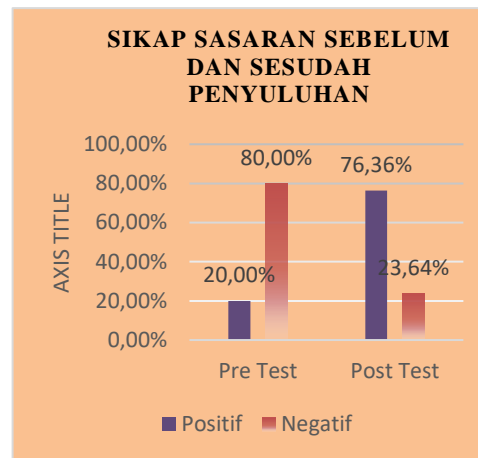 SIKAP SASARAN SEBELUM
DAN SESUDAH
PENYULUHAN
100,00%
80,00%
60,00%
40,00%
20,00%
0,00%
AXIS TITLE
20,00%
80,00%
76,36%
23,64%
Pre Test
Post Test
Positif
Negatif